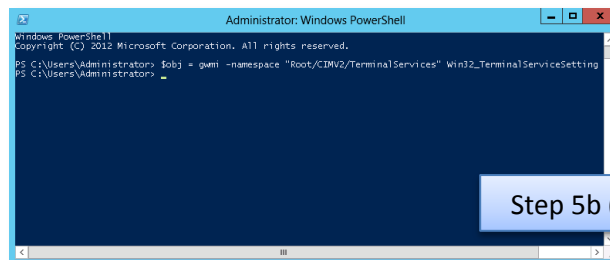 Administrator: Windows PowerShell
Windows PowerShell
Copyright (C) 2012 Microsoft Corporation. All rights reserved.
PS C:\Users\Administrator> $obj = gwmi -namespace "Root/CIMV2/TerminalServices" Win32_TerminalServiceSetting
PS C:\Users\Administrator> _
Step 5b